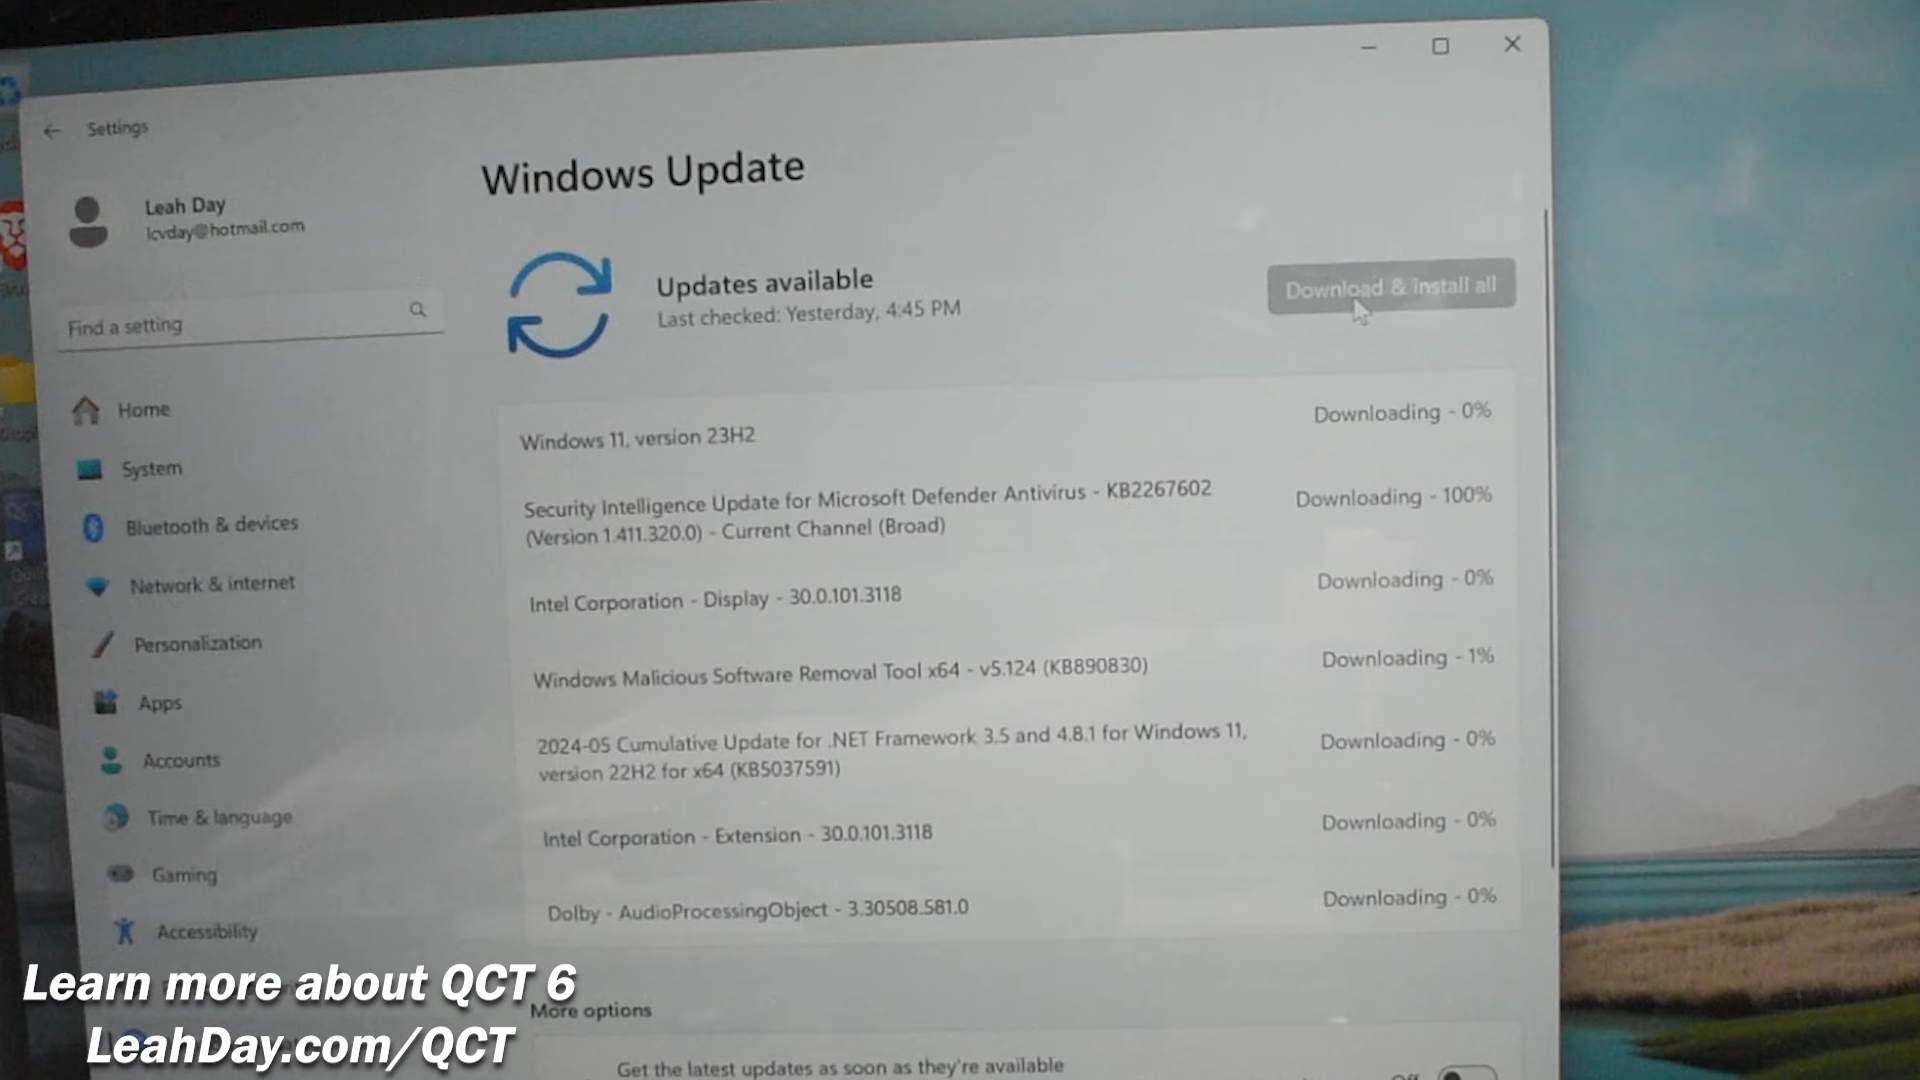 Settings
Leah Day
lcvday@hotmail.com
Find a setting
Home
System
Bluetooth & devices
Network & internet
Personalization
Apps
Accounts
Time & language
Gaming
Accessibility
Windows Update
Updates available
Last checked: Yesterday, 4:45 PM
Download & install all
Windows 11, version 23H2
Downloading - 0%
Security Intelligence Update for Microsoft Defender Antivirus - KB2267602
(Version 1.411.320.0) - Current Channel (Broad)
Downloading - 100%
Intel Corporation - Display - 30.0.101.3118
Downloading - 0%
Windows Malicious Software Removal Tool x64 - v5.124 (KB890830)
Downloading - 1%
2024-05 Cumulative Update for .NET Framework 3.5 and 4.8.1 for Windows 11,
version 22H2 for x64 (KB5037591)
Downloading - 0%
Intel Corporation - Extension - 30.0.101.3118
Downloading - 0%
Dolby - AudioProcessingObject - 3.30508.581.0
Downloading - 0%
More options
Get the latest updates as soon as they're available
Learn more about QCT 6
LeahDay.com/QCT